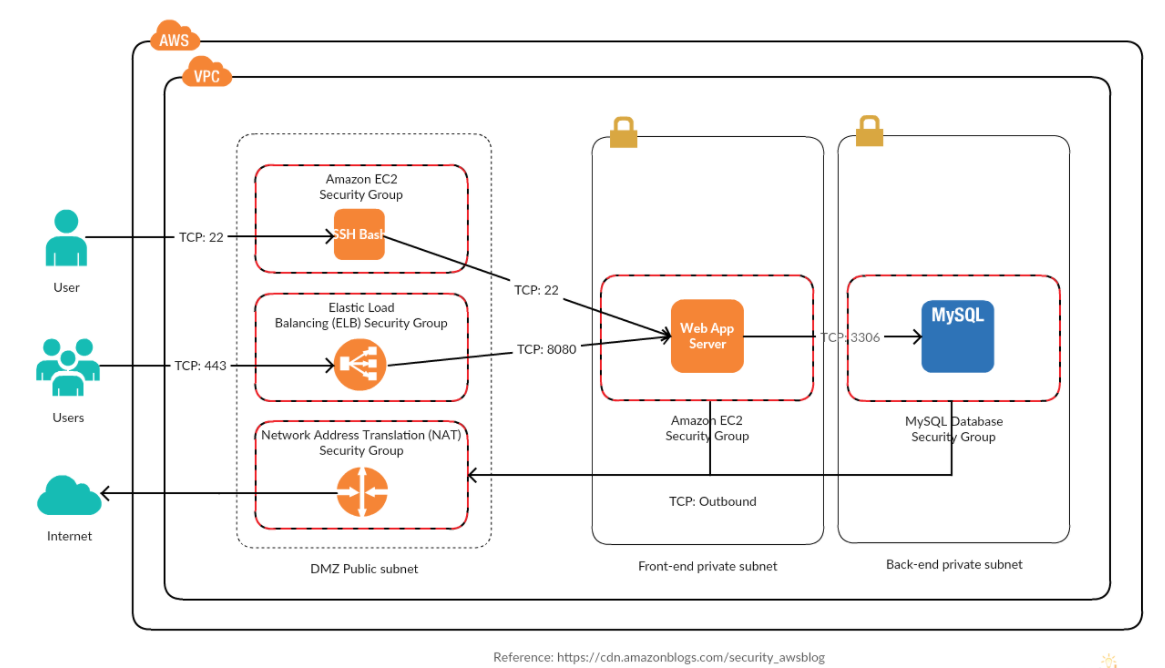 AWS
VPC
Amazon EC2
Security Group
SSH Bast
TCP: 22
User
TCP: 22
Elastic Load
Balancing (ELB) Security Group
TCP: 443
Users
TCP: 8080
Web App
Server
TCP: 3306
MySQL
Network Address Translation (NAT)
Security Group
Amazon EC2
Security Group
MySQL Database
Security Group
TCP: Outbound
Internet
DMZ Public subnet
Front-end private subnet
Back-end private subnet
Reference: https://cdn.amazonblogs.com/security_awsblog